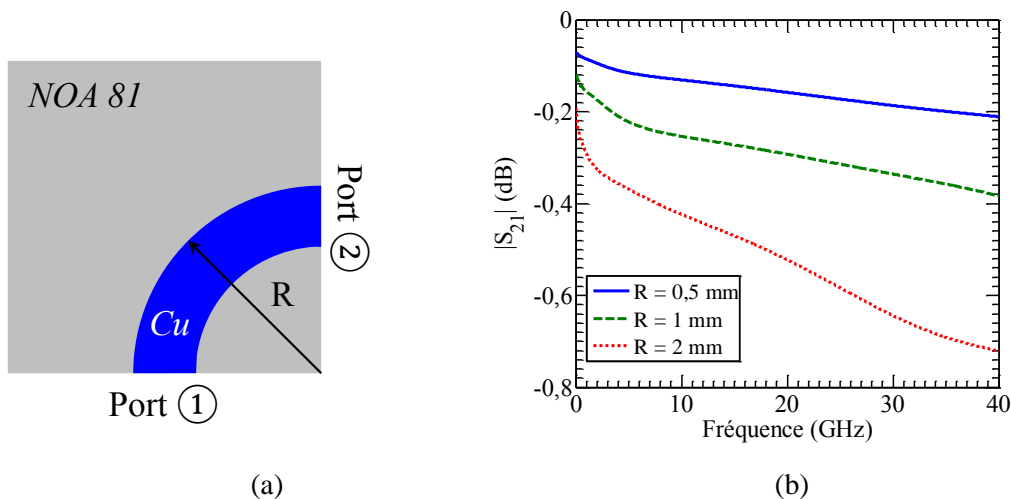 NOA 81
Port ②
R
Cu
Port ①
(a)
0
-0,2
-0,4
-0,6
-0,8
|S21| (dB)
R = 0,5 mm
R = 1 mm
R = 2 mm
0 10 20 30 40
Fréquence (GHz)
(b)